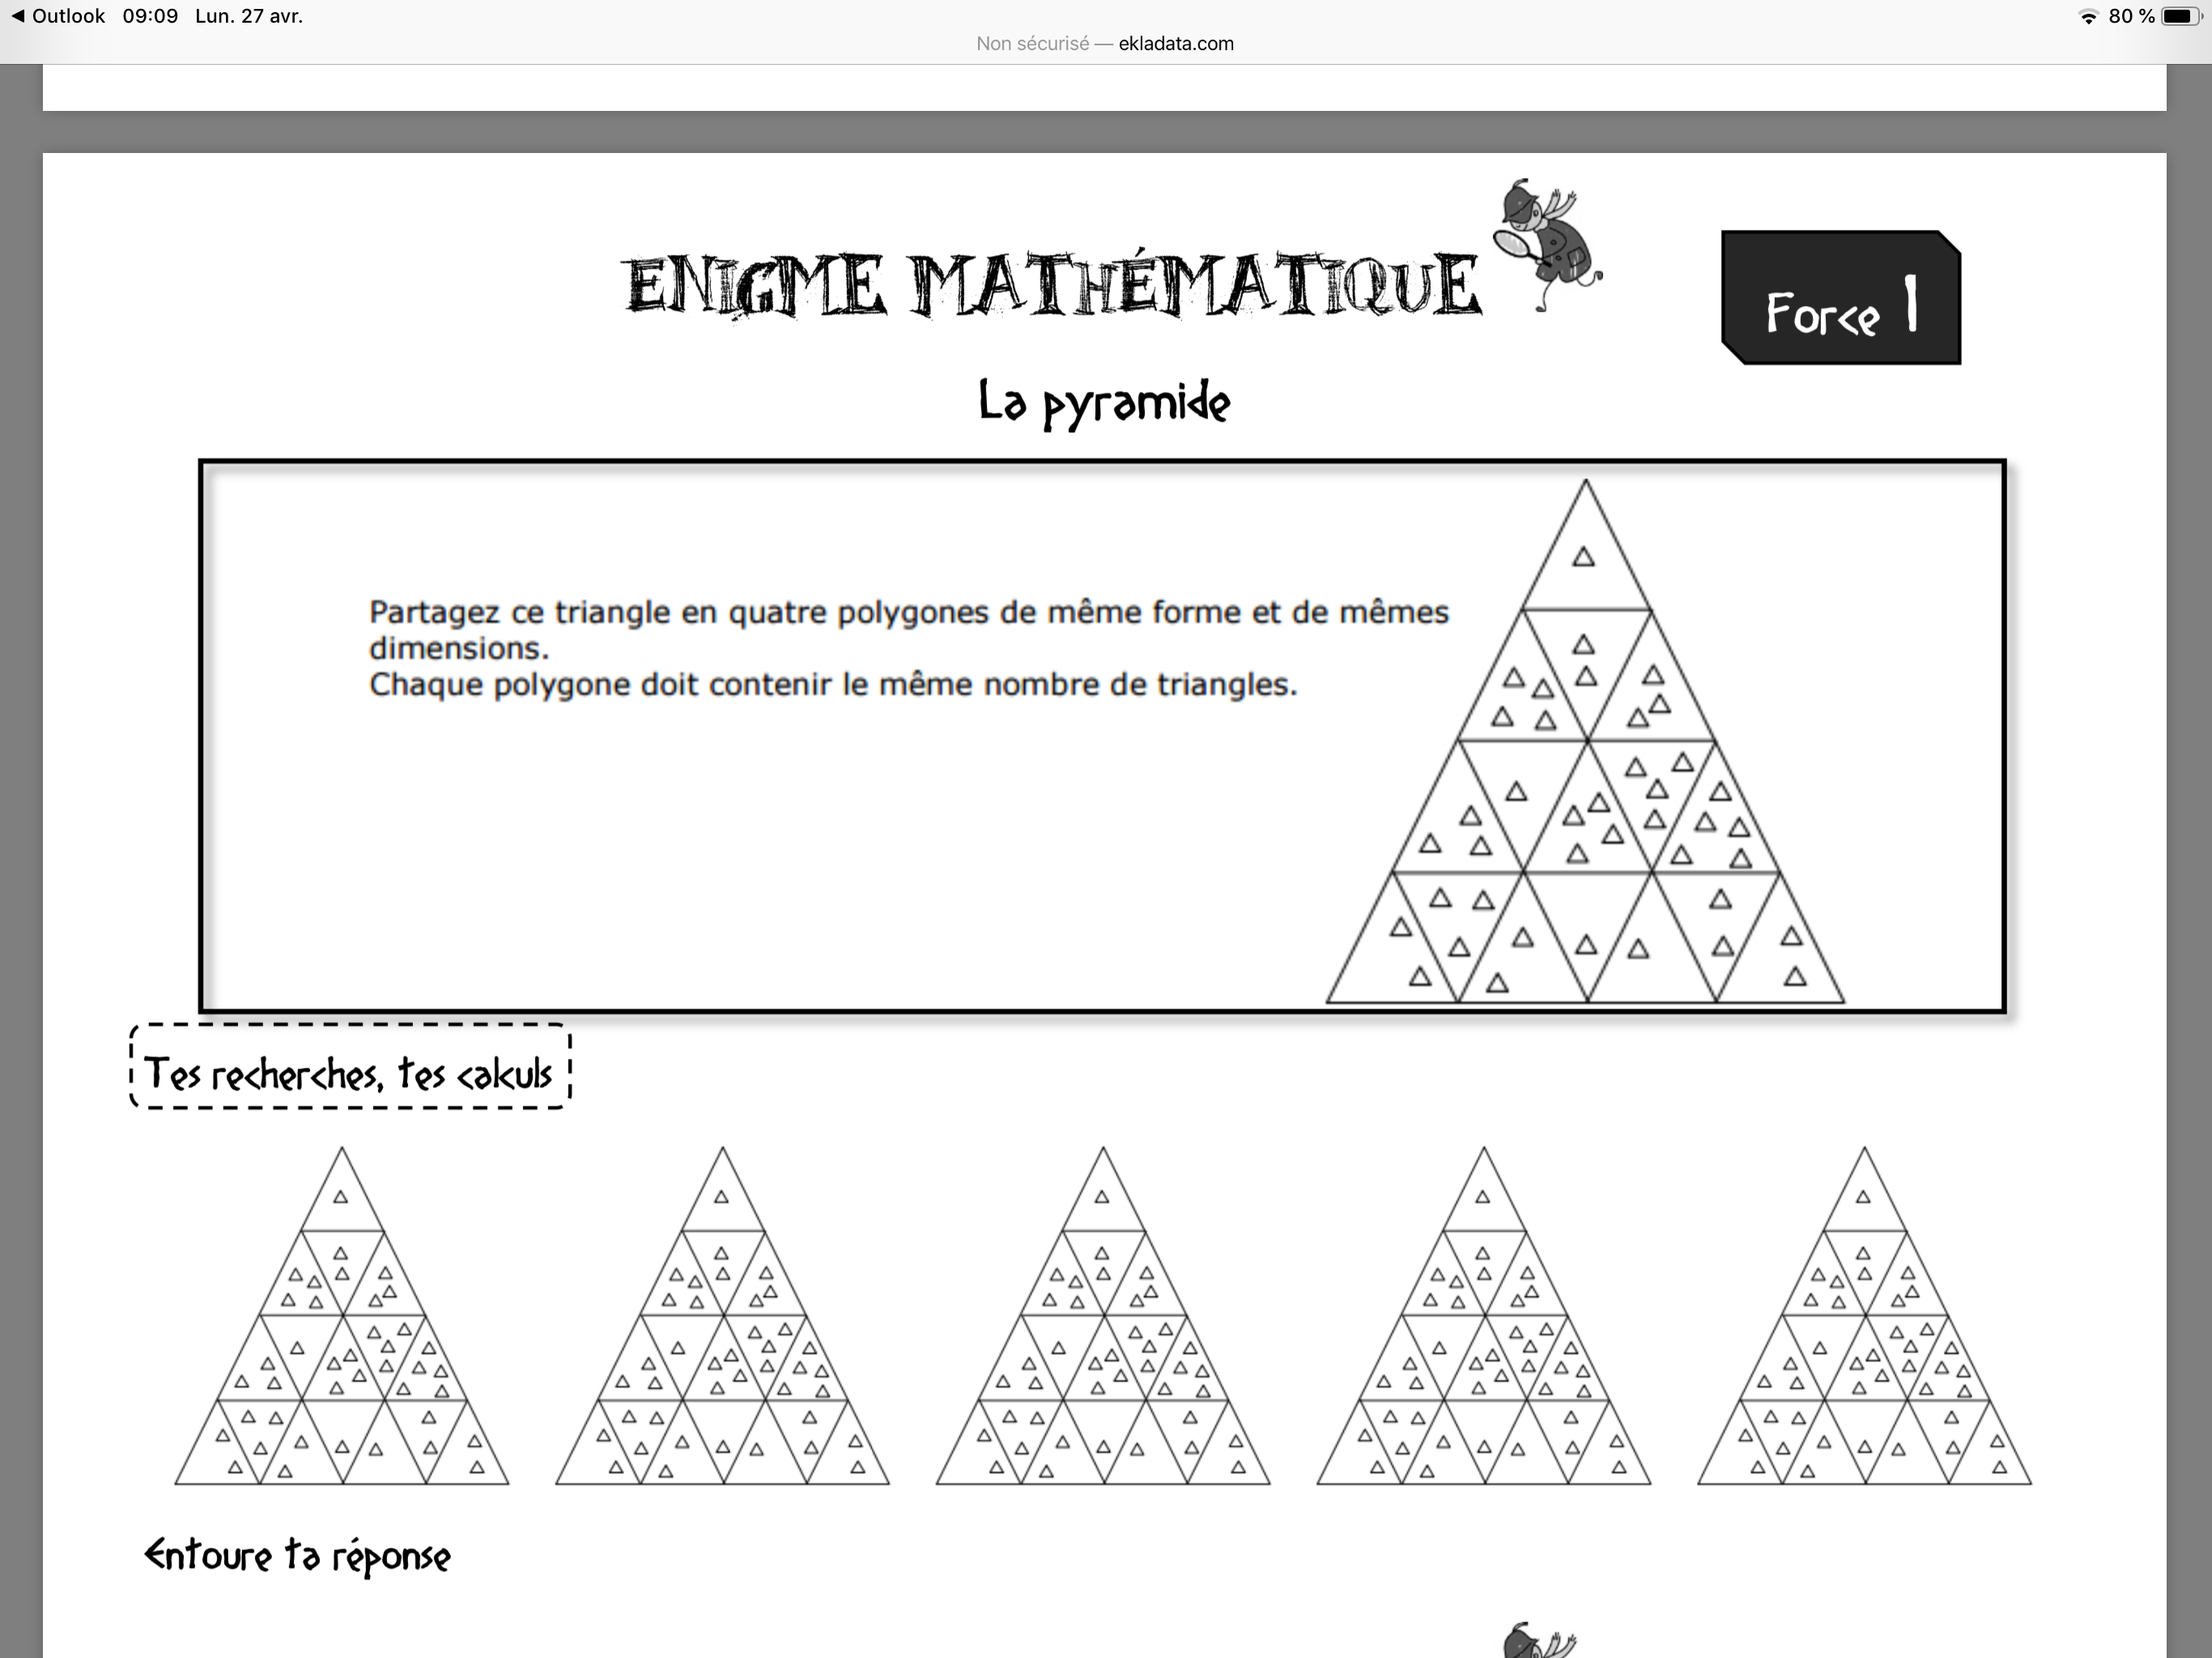 Outlook 09:09 Lun. 27 avr. 80 %
Non sécurisé — ekladata.com
ENIGME MATHÉMATIQUE
Force 1
La pyramide
Partagez ce triangle en quatre polygones de même forme et de mêmes
dimensions.
Chaque polygone doit contenir le même nombre de triangles.
Tes recherches, tes calculs
Entoure ta réponse